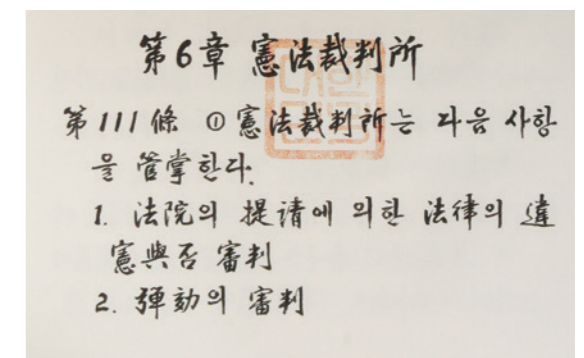 第6章 憲法裁判所
第111條 ① 憲法裁判所는 다음 사항
을 管掌한다.
1. 法院의 提請에 의한 法律의 違
憲與否 審判
2. 彈劾의 審判